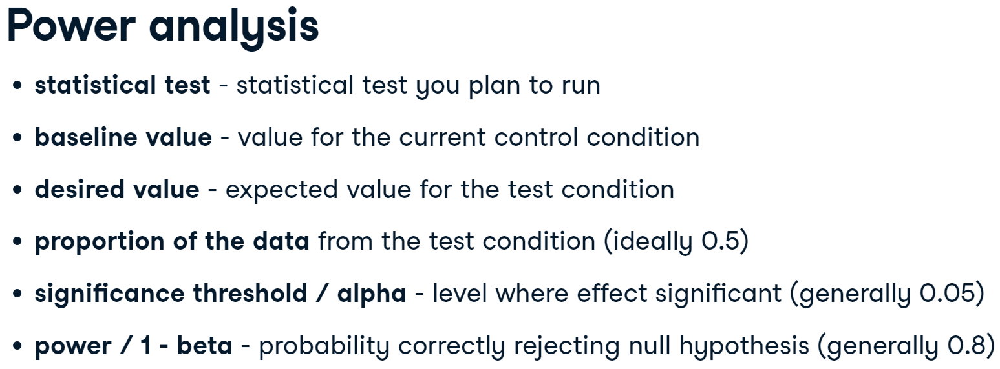 Power analysis
• statistical test - statistical test you plan to run
• baseline value - value for the current control condition
• desired value - expected value for the test condition
• proportion of the data from the test condition (ideally 0.5)
• significance threshold / alpha - level where effect significant (generally 0.05)
• power / 1 - beta - probability correctly rejecting null hypothesis (generally 0.8)